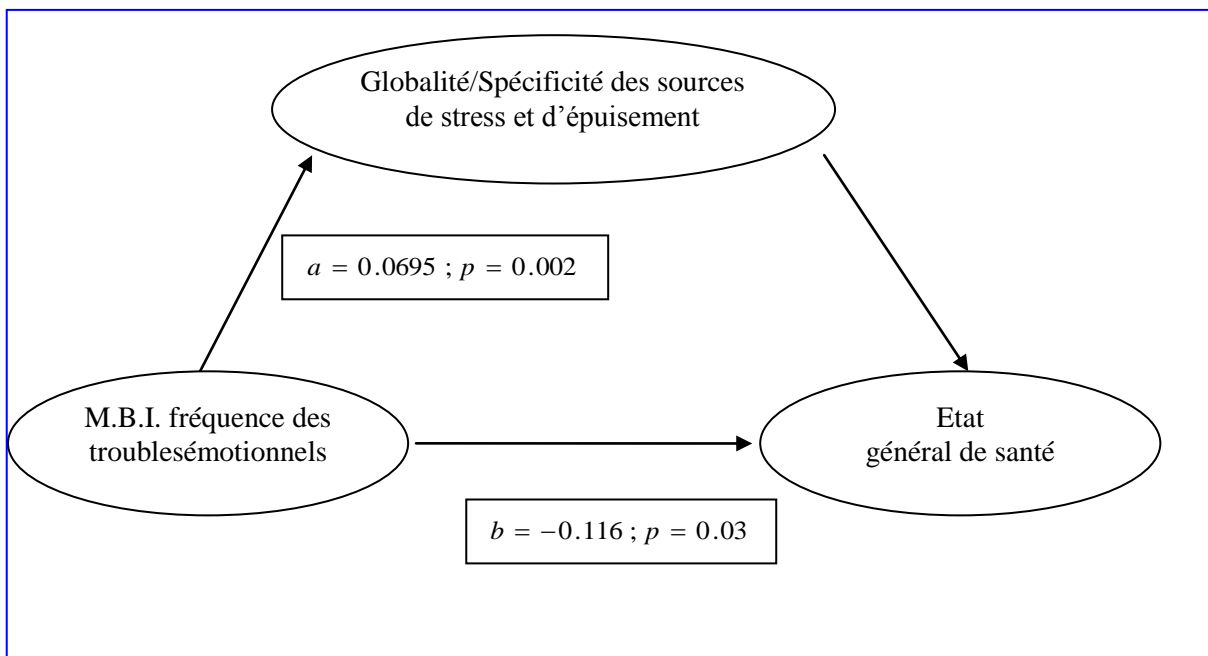 Globalité/Spécificité des sources
de stress et d'épuisement
a = 0.0695 ; p = 0.002
M.B.I. fréquence des
troublesémotionnels
Etat
général de santé
b = −0.116 ; p = 0.03